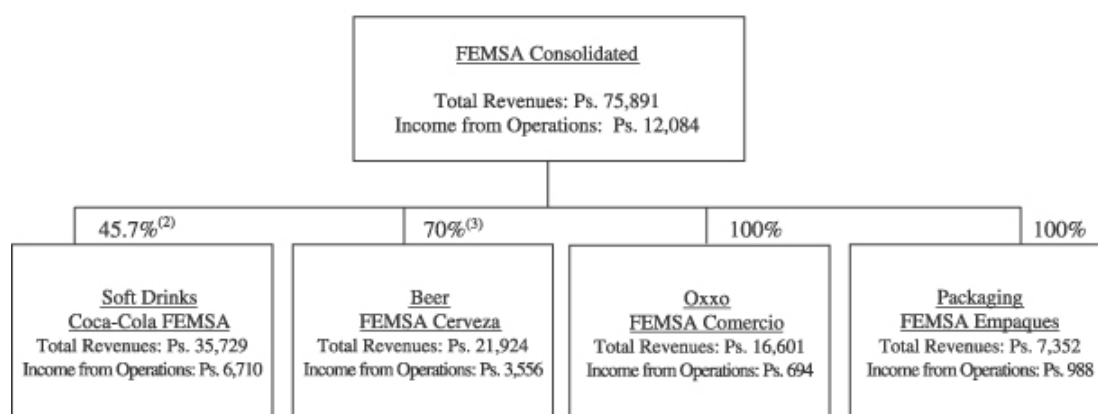 FEMSA Consolidated
Total Revenues: Ps. 75,891
Income from Operations: Ps. 12,084
45.7%(2)
70%(3)
100%
100%
Soft Drinks
Coca-Cola FEMSA
Total Revenues: Ps. 35,729
Income from Operations: Ps. 6,710
Beer
FEMSA Cerveza
Total Revenues: Ps. 21,924
Income from Operations: Ps. 3,556
Oxxo
FEMSA Comercio
Total Revenues: Ps. 16,601
Income from Operations: Ps. 694
Packaging
FEMSA Empaques
Total Revenues: Ps. 7,352
Income from Operations: Ps. 988